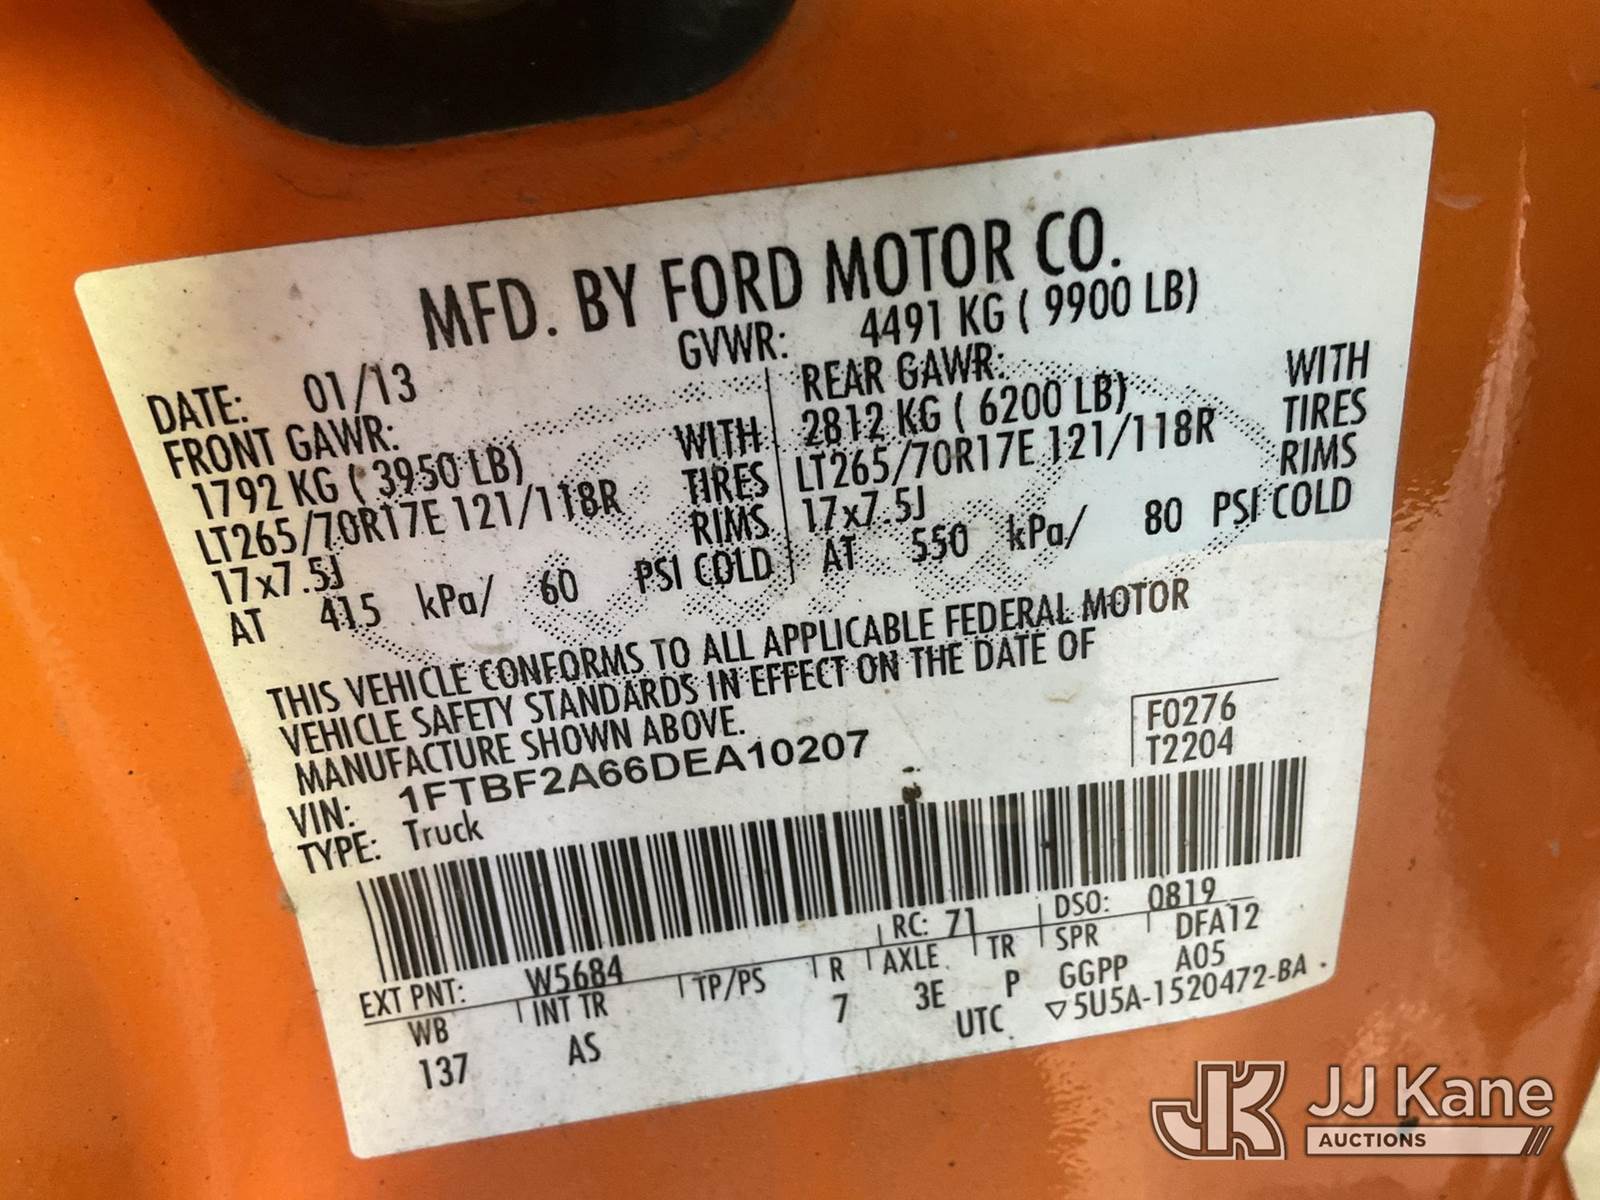 MFD. BY FORD MOTOR CO.
DATE: 01/13
GVWR: 4491 KG ( 9900 LB)
FRONT GAWR:
1792 KG ( 3950 LB)
WITH
LT265/70R17E 121/118R
TIRES
17x7.5J
RIMS
AT 415 kPa/ 60 PSI COLD
REAR GAWR:
WITH
2812 KG ( 6200 LB)
TIRES
LT265/70R17E 121/118R
RIMS
17x7.5J
AT 550 kPa/ 80 PSI COLD
THIS VEHICLE CONFORMS TO ALL APPLICABLE FEDERAL MOTOR
VEHICLE SAFETY STANDARDS IN EFFECT ON THE DATE OF
MANUFACTURE SHOWN ABOVE.
VIN: 1FTBF2A66DEA10207
TYPE: Truck
F0276
T2204
EXT PNT: W5684
RC: 71
DSO: 0819
WB
INT TR
TP/PS
R
AXLE
TR
SPR
DFA12
137
AS
7
3E
P
GGPP
A05
UTC
▽5U5A-1520472-BA
JK
JJ Kane
AUCTIONS